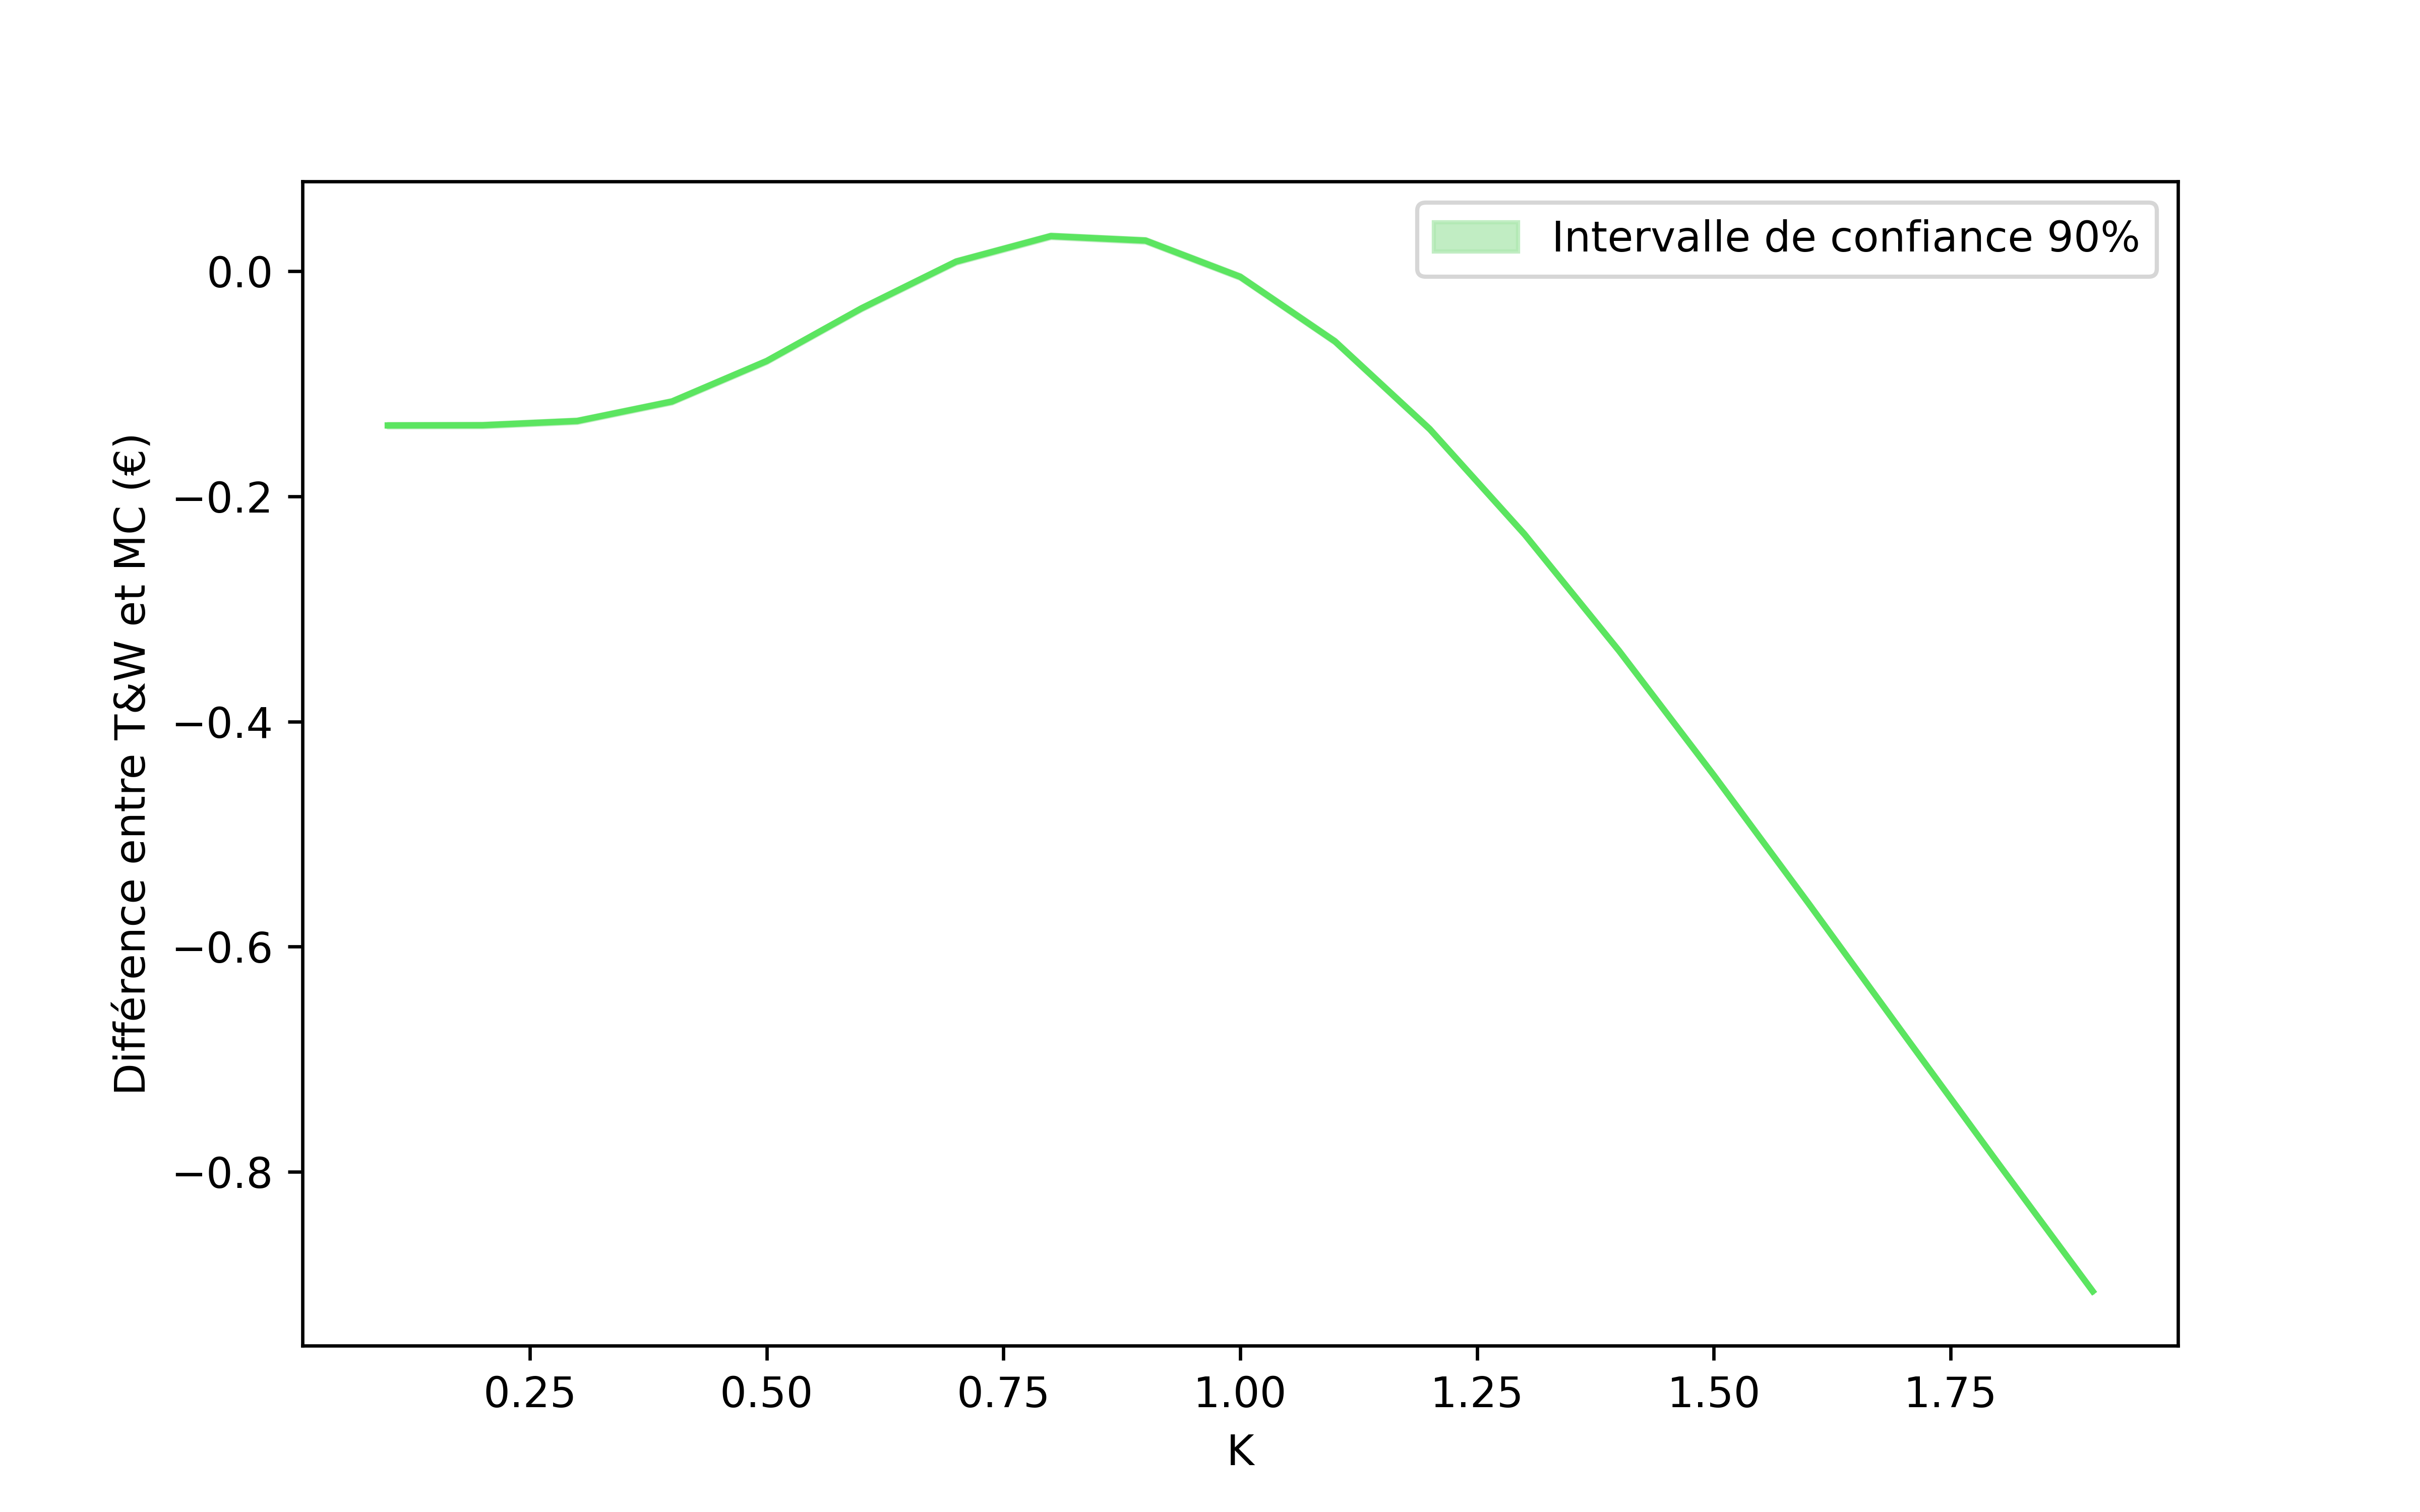 Intervalle de confiance 90%
Différence entre T&W et MC (€)
0.0
−0.2
−0.4
−0.6
−0.8
0.25 0.50 0.75 1.00 1.25 1.50 1.75
K